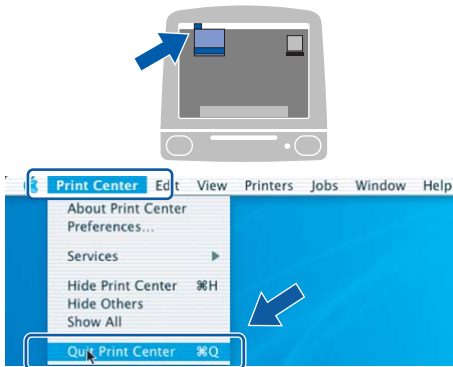 Print Center Edit View Printers Jobs Window Help
About Print Center
Preferences...
Services
Hide Print Center ⌘H
Hide Others
Show All
Quit Print Center ⌘Q